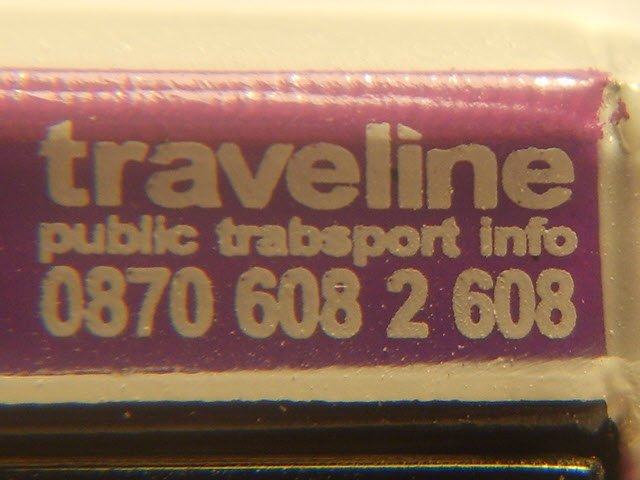 traveline
public trabsport info
0870 608 2 608